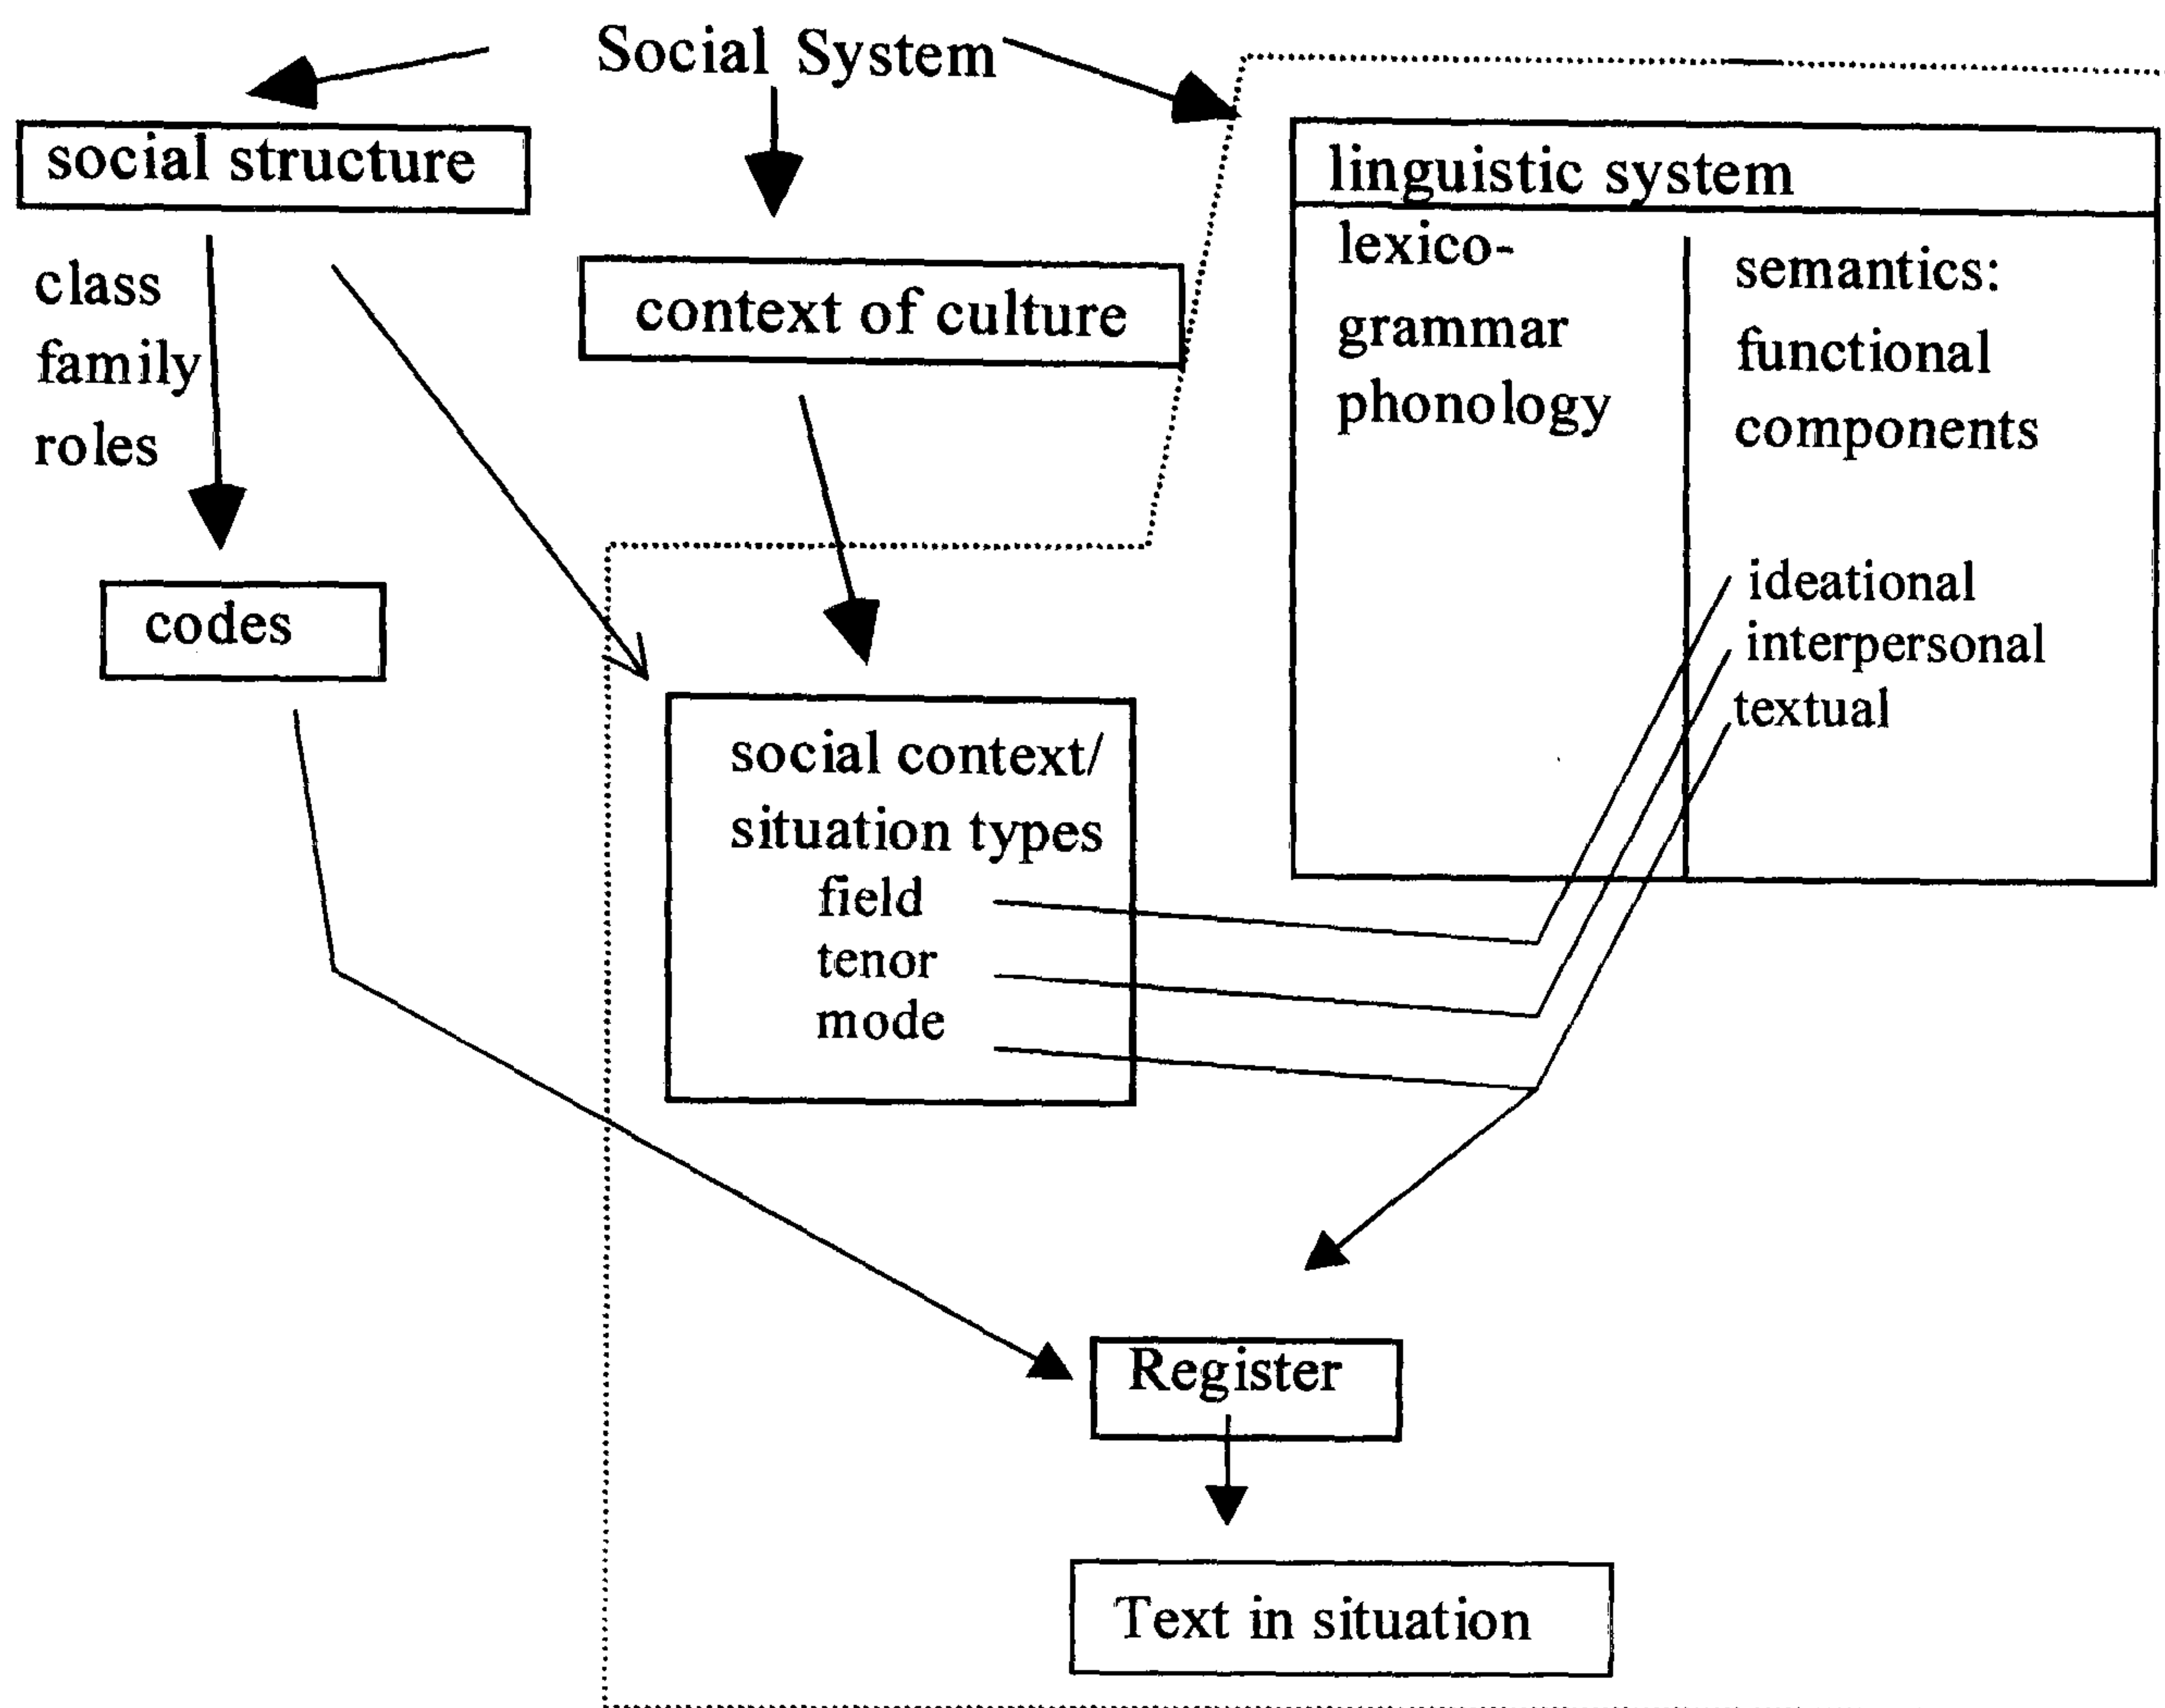 Social System
social structure
class
family
roles
codes
context of culture
linguistic system
lexico-
grammar
phonology
semantics:
functional
components
ideational
interpersonal
textual
social context/
situation types
field
tenor
mode
Register
Text in situation